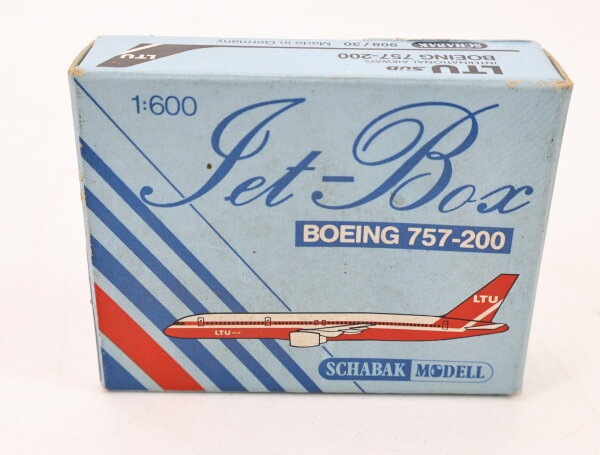 LTU SÜD
INTERNATIONAL AIRWAYS
BOEING 757-200
SCHABAK
908/30 Made in Germany
LTU
1:600
Jet-Box
BOEING 757-200
LTU
LTU
SCHABAK MODELL